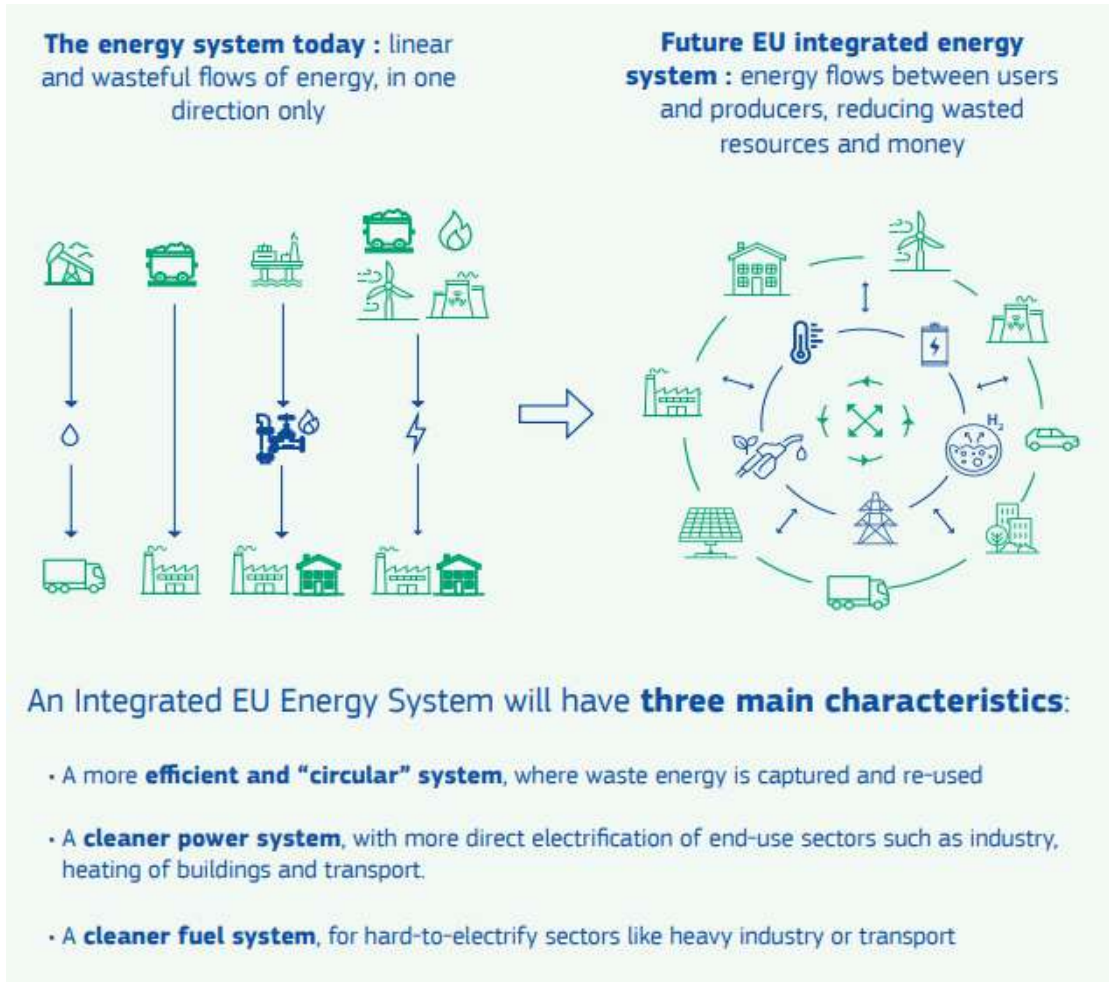 The energy system today : linear
and wasteful flows of energy, in one
direction only
Future EU integrated energy
system : energy flows between users
and producers, reducing wasted
resources and money
H₂
An Integrated EU Energy System will have three main characteristics:
• A more efficient and “circular” system, where waste energy is captured and re-used
• A cleaner power system, with more direct electrification of end-use sectors such as industry,
heating of buildings and transport.
• A cleaner fuel system, for hard-to-electrify sectors like heavy industry or transport